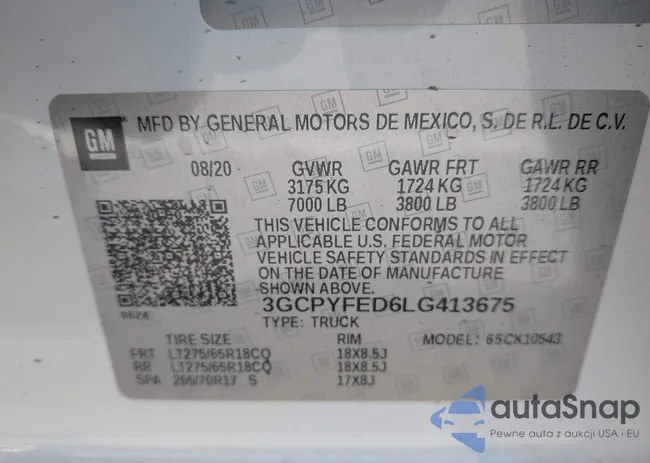 GM
MFD BY GENERAL MOTORS DE MEXICO, S. DE R.L. DE C.V.
08/20 GVWR GAWR FRT GAWR RR
3175 KG 1724 KG 1724 KG
7000 LB 3800 LB 3800 LB
THIS VEHICLE CONFORMS TO ALL
APPLICABLE U.S. FEDERAL MOTOR
VEHICLE SAFETY STANDARDS IN EFFECT
ON THE DATE OF MANUFACTURE
SHOWN ABOVE.
8624 3GCPYFED6LG413675
TYPE: TRUCK
TIRE SIZE RIM MODEL: 65CK10543
FRT LT275/65R18CQ 18X8.5J
RR LT275/65R18CQ 18X8.5J
SPA 265/70R17 S 17X8J
autaSnap
Pewne auta z aukcji USA i EU